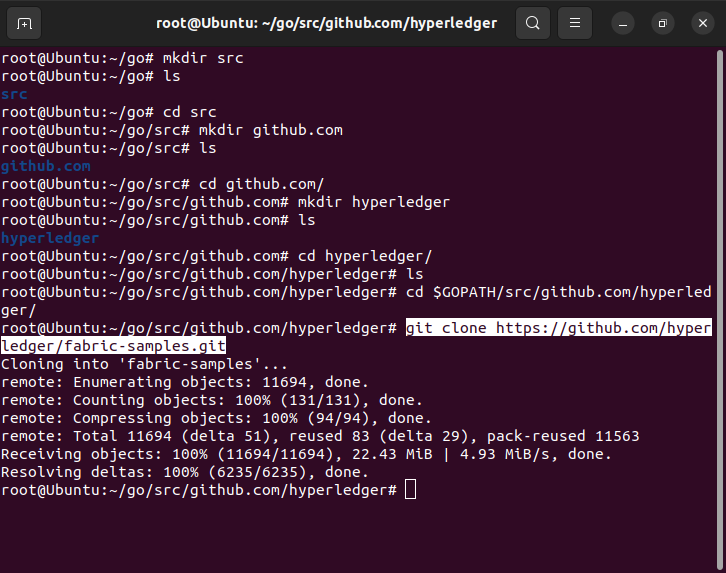 root@Ubuntu: ~/go/src/github.com/hyperledger
root@Ubuntu:~/go# mkdir src
root@Ubuntu:~/go# ls
src
root@Ubuntu:~/go# cd src
root@Ubuntu:~/go/src# mkdir github.com
root@Ubuntu:~/go/src# ls
github.com
root@Ubuntu:~/go/src# cd github.com/
root@Ubuntu:~/go/src/github.com# mkdir hyperledger
root@Ubuntu:~/go/src/github.com# ls
hyperledger
root@Ubuntu:~/go/src/github.com# cd hyperledger/
root@Ubuntu:~/go/src/github.com/hyperledger# ls
root@Ubuntu:~/go/src/github.com/hyperledger# cd $GOPATH/src/github.com/hyperled
ger/
root@Ubuntu:~/go/src/github.com/hyperledger# git clone https://github.com/hyper
ledger/fabric-samples.git
Cloning into 'fabric-samples'...
remote: Enumerating objects: 11694, done.
remote: Counting objects: 100% (131/131), done.
remote: Compressing objects: 100% (94/94), done.
remote: Total 11694 (delta 51), reused 83 (delta 29), pack-reused 11563
Receiving objects: 100% (11694/11694), 22.43 MiB | 4.93 MiB/s, done.
Resolving deltas: 100% (6235/6235), done.
root@Ubuntu:~/go/src/github.com/hyperledger#